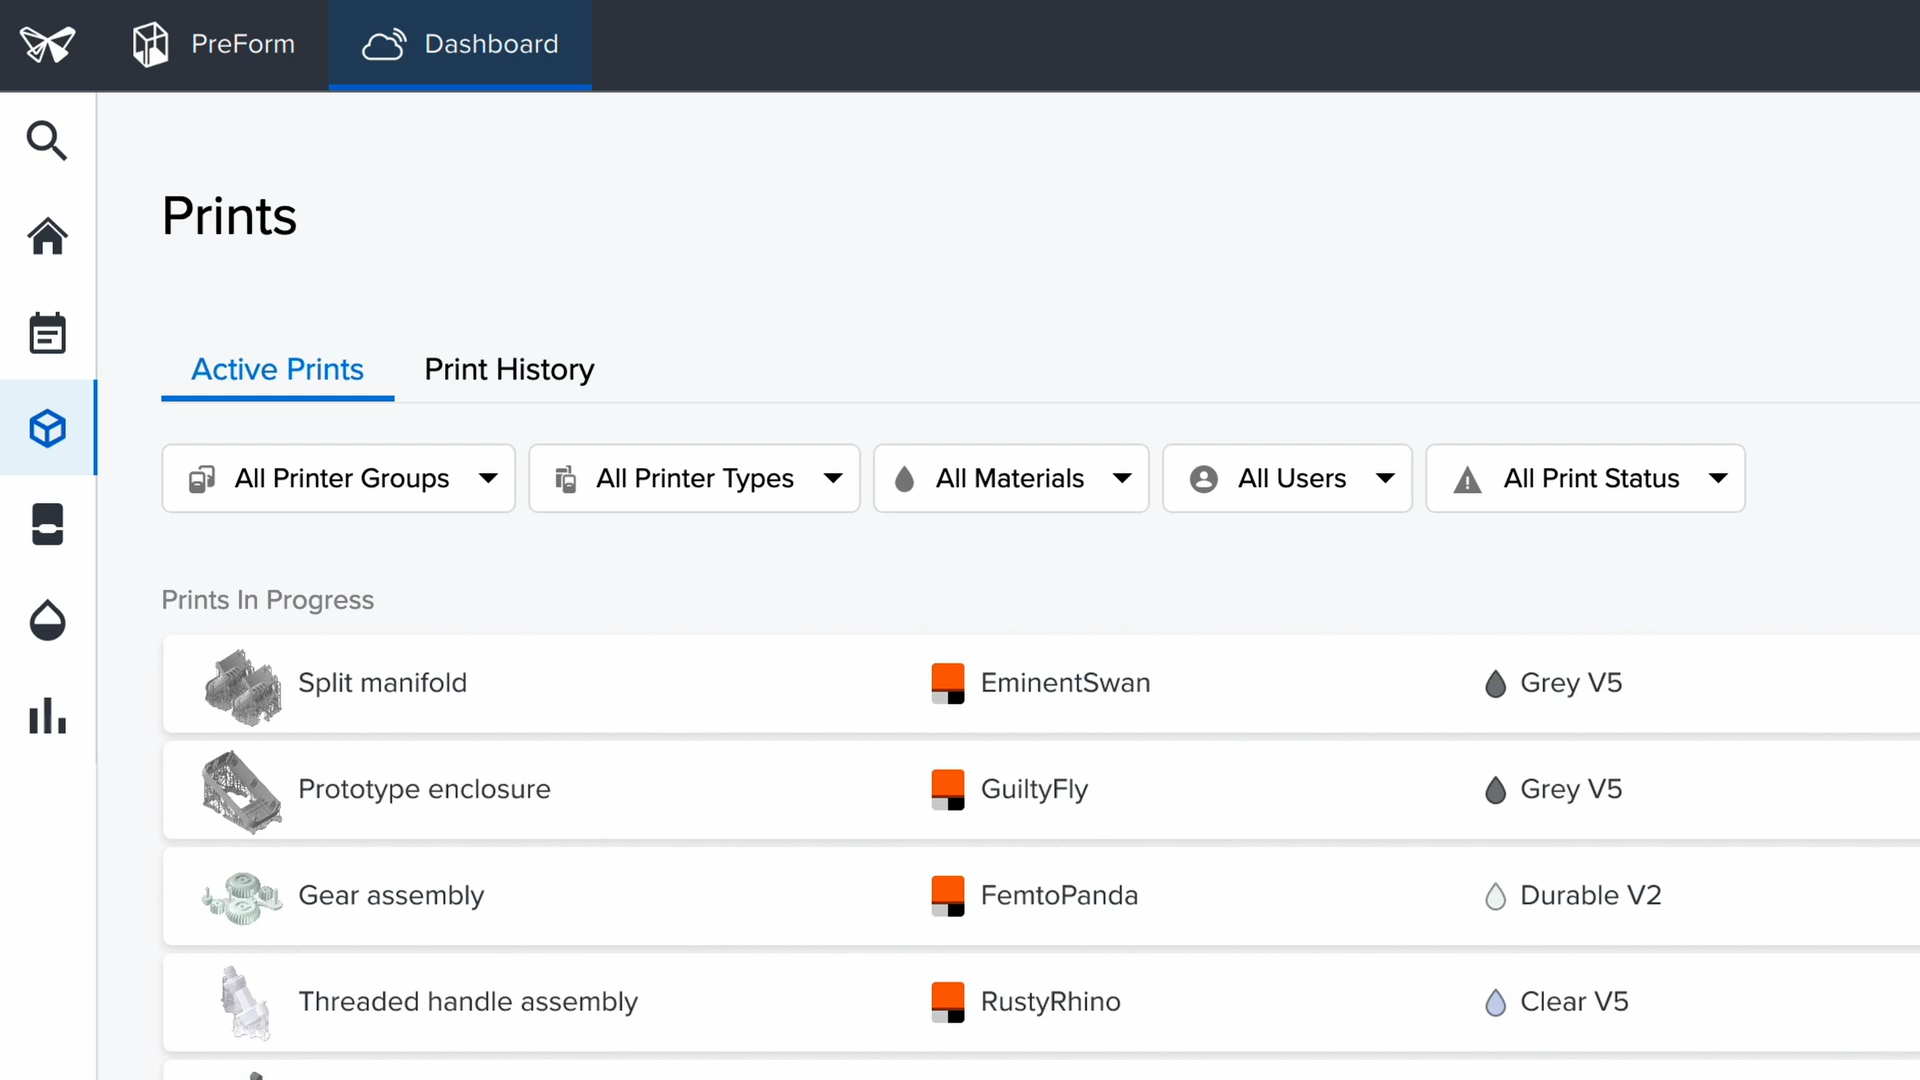 PreForm
Dashboard
Prints
Active Prints
Print History
All Printer Groups
All Printer Types
All Materials
All Users
All Print Status
Prints In Progress
Split manifold
EminentSwan
Grey V5
Prototype enclosure
GuiltyFly
Grey V5
Gear assembly
FemtoPanda
Durable V2
Threaded handle assembly
RustyRhino
Clear V5